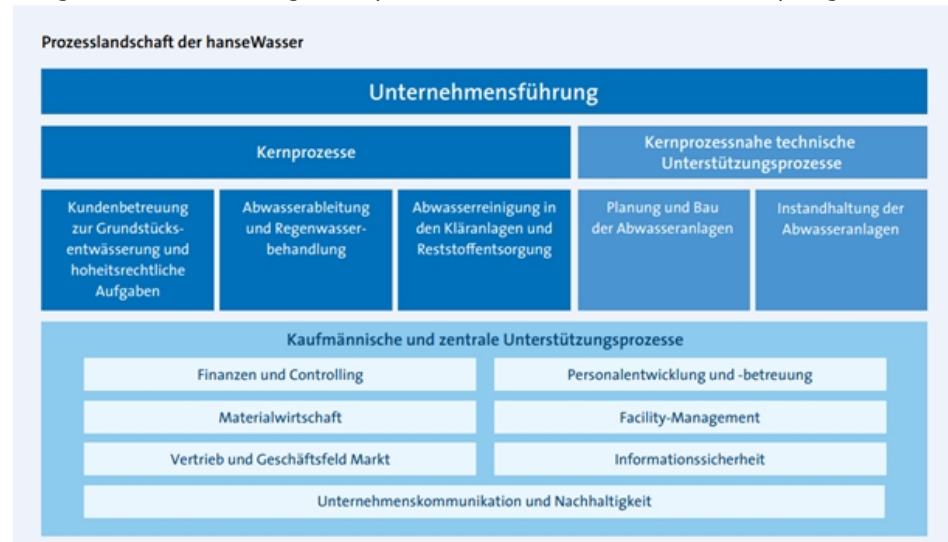 Prozesslandschaft der hanseWasser
Unternehmensführung
Kernprozesse
Kernprozessnahe technische
Unterstützungsprozesse
Kundenbetreuung
zur Grundstücks-
entwässerung und
hoheitsrechtliche
Aufgaben
Abwasserableitung
und Regenwasser-
behandlung
Abwasserreinigung in
den Kläranlagen und
Reststoffentsorgung
Planung und Bau
der Abwasseranlagen
Instandhaltung der
Abwasseranlagen
Kaufmännische und zentrale Unterstützungsprozesse
Finanzen und Controlling
Personalentwicklung und -betreuung
Materialwirtschaft
Facility-Management
Vertrieb und Geschäftsfeld Markt
Informationssicherheit
Unternehmenskommunikation und Nachhaltigkeit